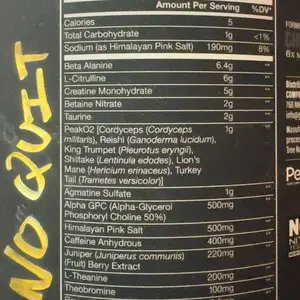 Amount Per Serving %DV*
Calories 5
Total Carbohydrate 1g <1%
Sodium (as Himalayan Pink Salt) 190mg 8%
Beta Alanine 6.4g **
L-Citrulline 6g **
Creatine Monohydrate 5g **
Betaine Nitrate 2g **
Taurine 2g **
PeakO2 [Cordyceps (Cordyceps 1g **
militaris), Reishi (Ganoderma lucidum),
King Trumpet (Pleurotus eryngii),
Shiitake (Lentinula edodes), Lion's
Mane (Hericium erinaceus), Turkey
Tail (Trametes versicolor)]
Agmatine Sulfate 1g **
Alpha GPC (Alpha-Glycerol 500mg **
Phosphoryl Choline 50%)
Himalayan Pink Salt 500mg **
Caffeine Anhydrous 400mg **
Juniper (Juniperus communis) 220mg **
(Fruit) Berry Extract
L-Theanine 200mg **
Theobromine 100mg **
NO QUIT